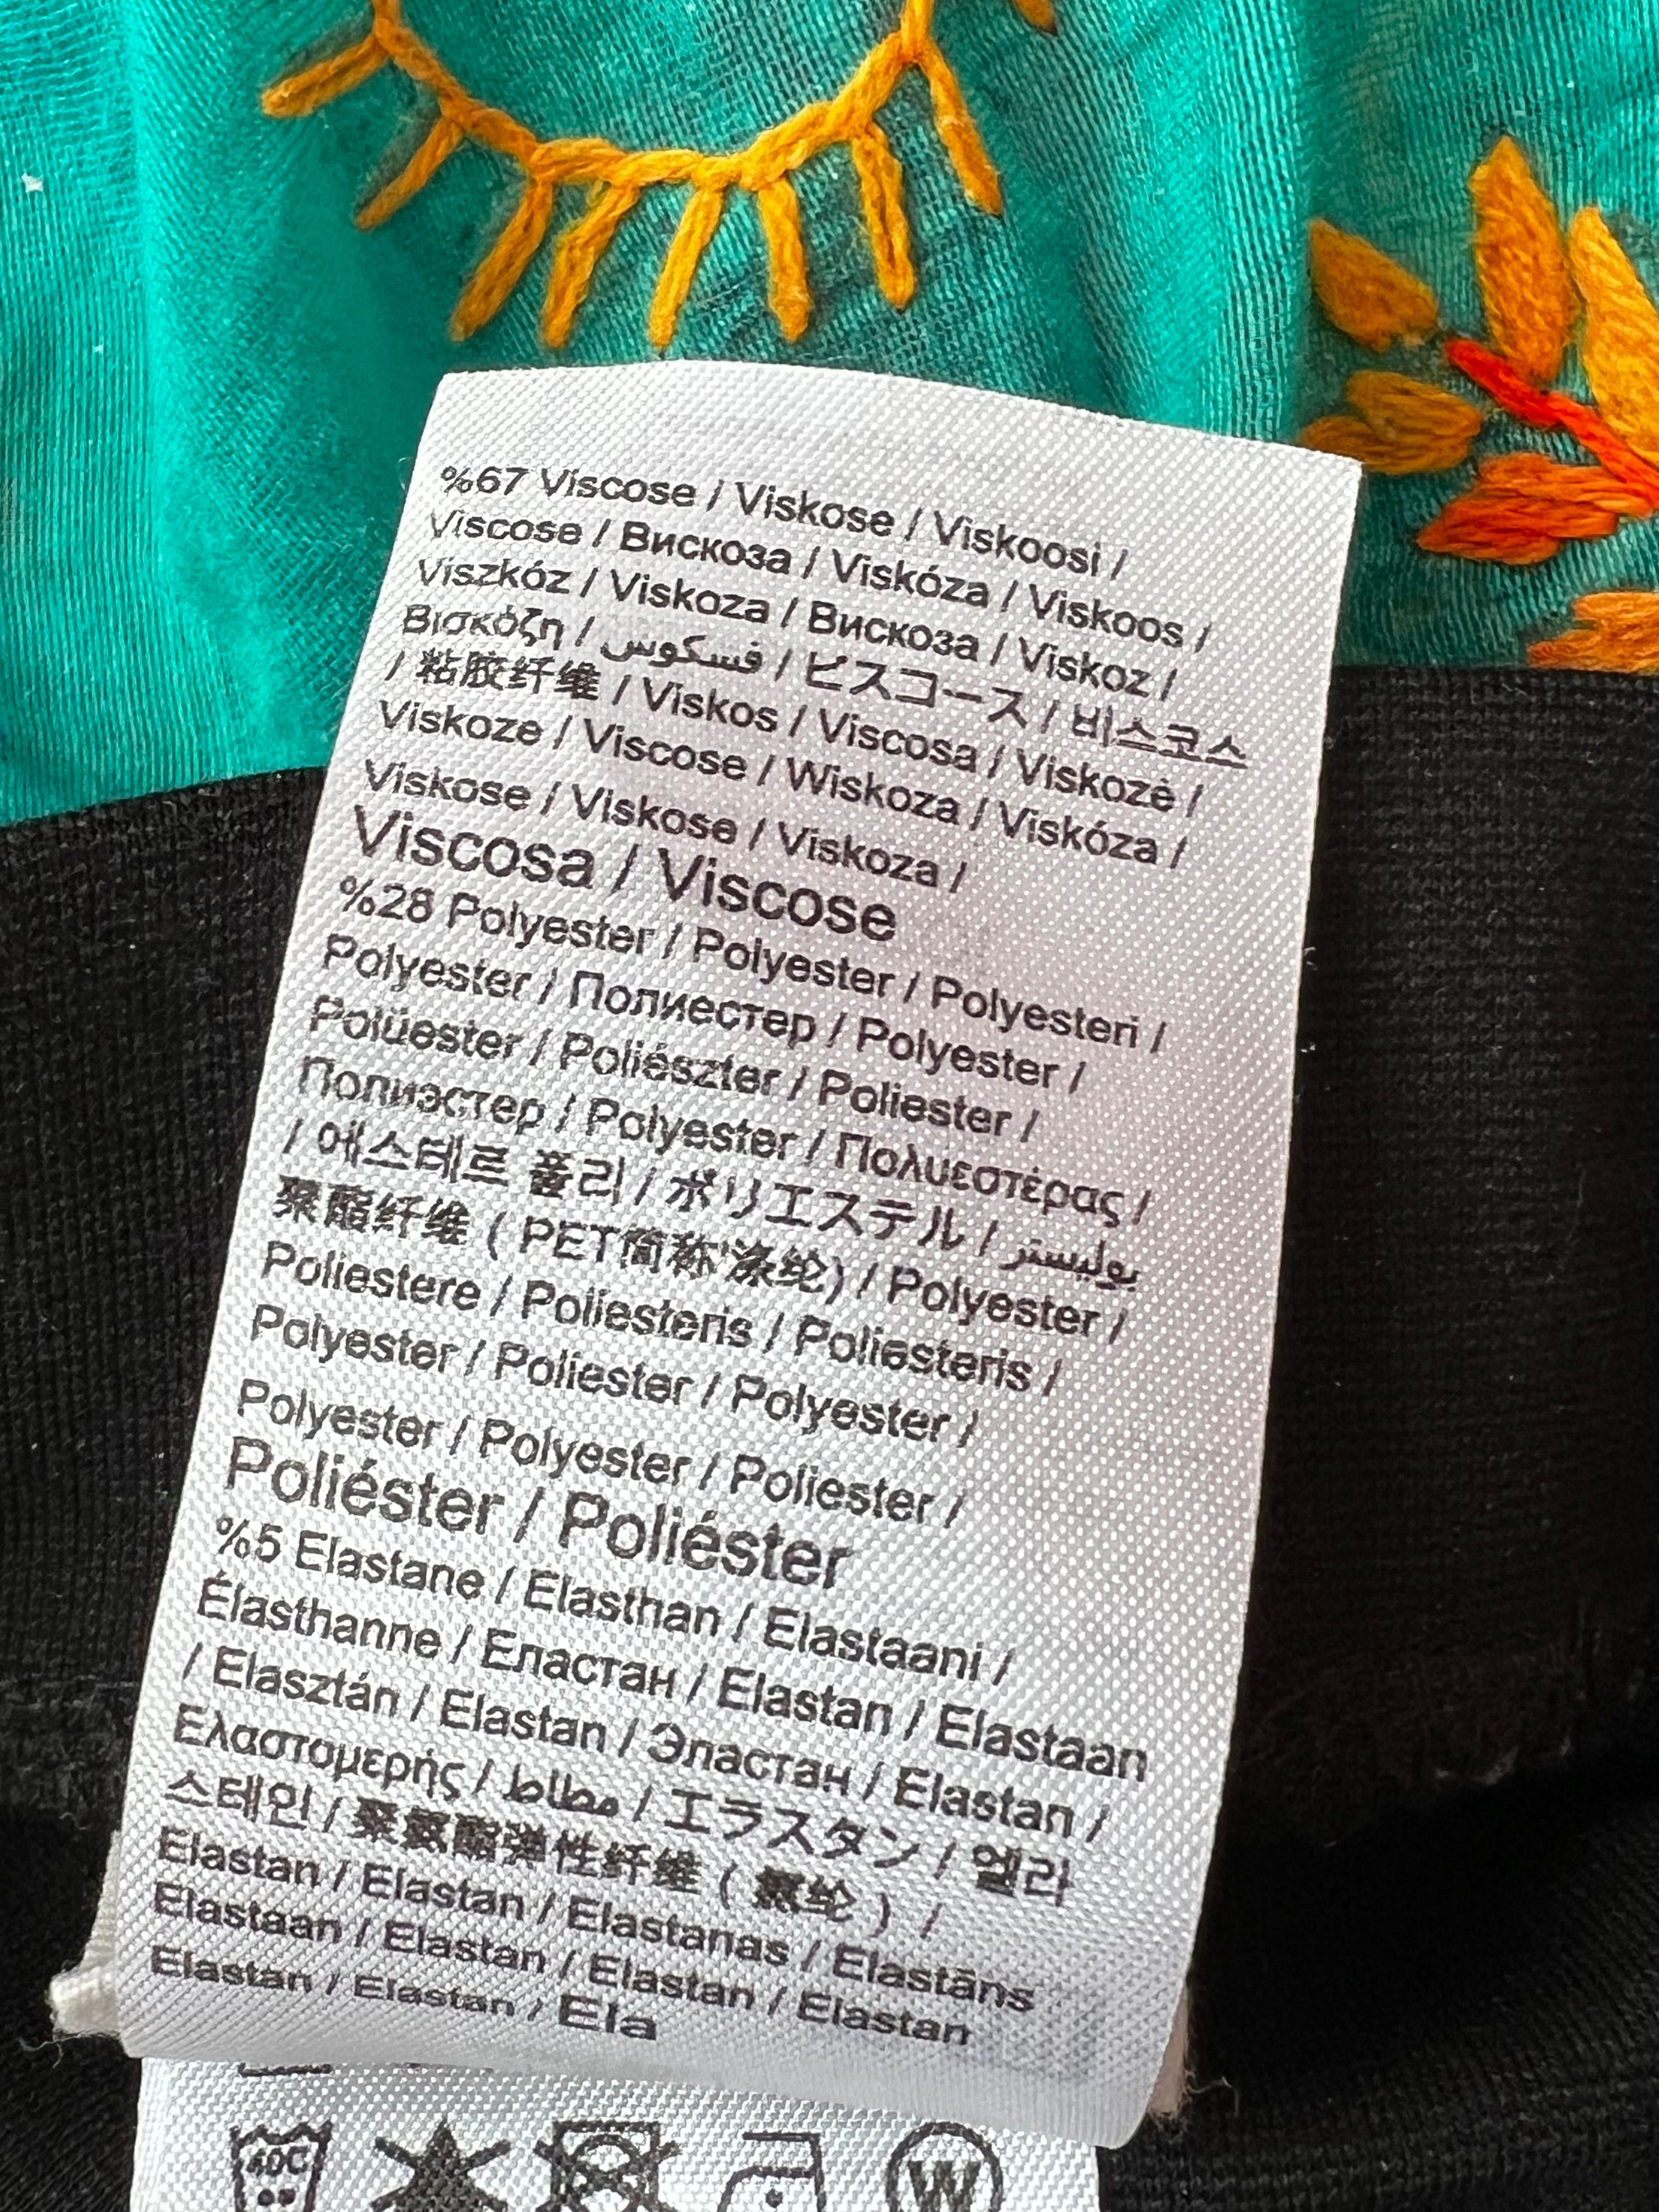 %67 Viscose / Viskose / Viskoosi /
Viscose / Вискоза / Viskóza / Viskoos /
Viszkóz / Viskoza / Вискоза / Viskoz /
Βισκόζη / فسكوس / ビスコース / 비스코스
/ 粘胶纤维 / Viskos / Viscosa / Viskozė /
Viskoze / Viscose / Wiskoza / Viskóza /
Viskose / Viskose / Viskoza /
Viscosa / Viscose
%28 Polyester / Polyester / Polyesteri /
Polyester / Полиестер / Polyester /
Polüester / Poliészter / Poliester /
Полиэстер / Polyester / Πολυεστέρας /
/ 에스테르 폴리 / ポリエステル / بوليستر
聚酯纤维 ( PET简称'涤纶) / Polyester /
Poliestere / Poliesteris / Poliesteris /
Polyester / Poliester / Polyester /
Polyester / Polyester / Poliester /
Poliéster / Poliéster
%5 Elastane / Elasthan / Elastaani /
Élasthanne / Еластан / Elastan / Elastaan
/ Elasztán / Elastan / Эластан / Elastan /
Ελαστομερής / مطاط / エラスタン / 엘라
스테인 / 聚氨酯弹性纤维 ( 氨纶 ) /
Elastan / Elastan / Elastanas / Elastāns
Elastaan / Elastan / Elastan / Elastan
Elastan / Elastan / Ela
40C W